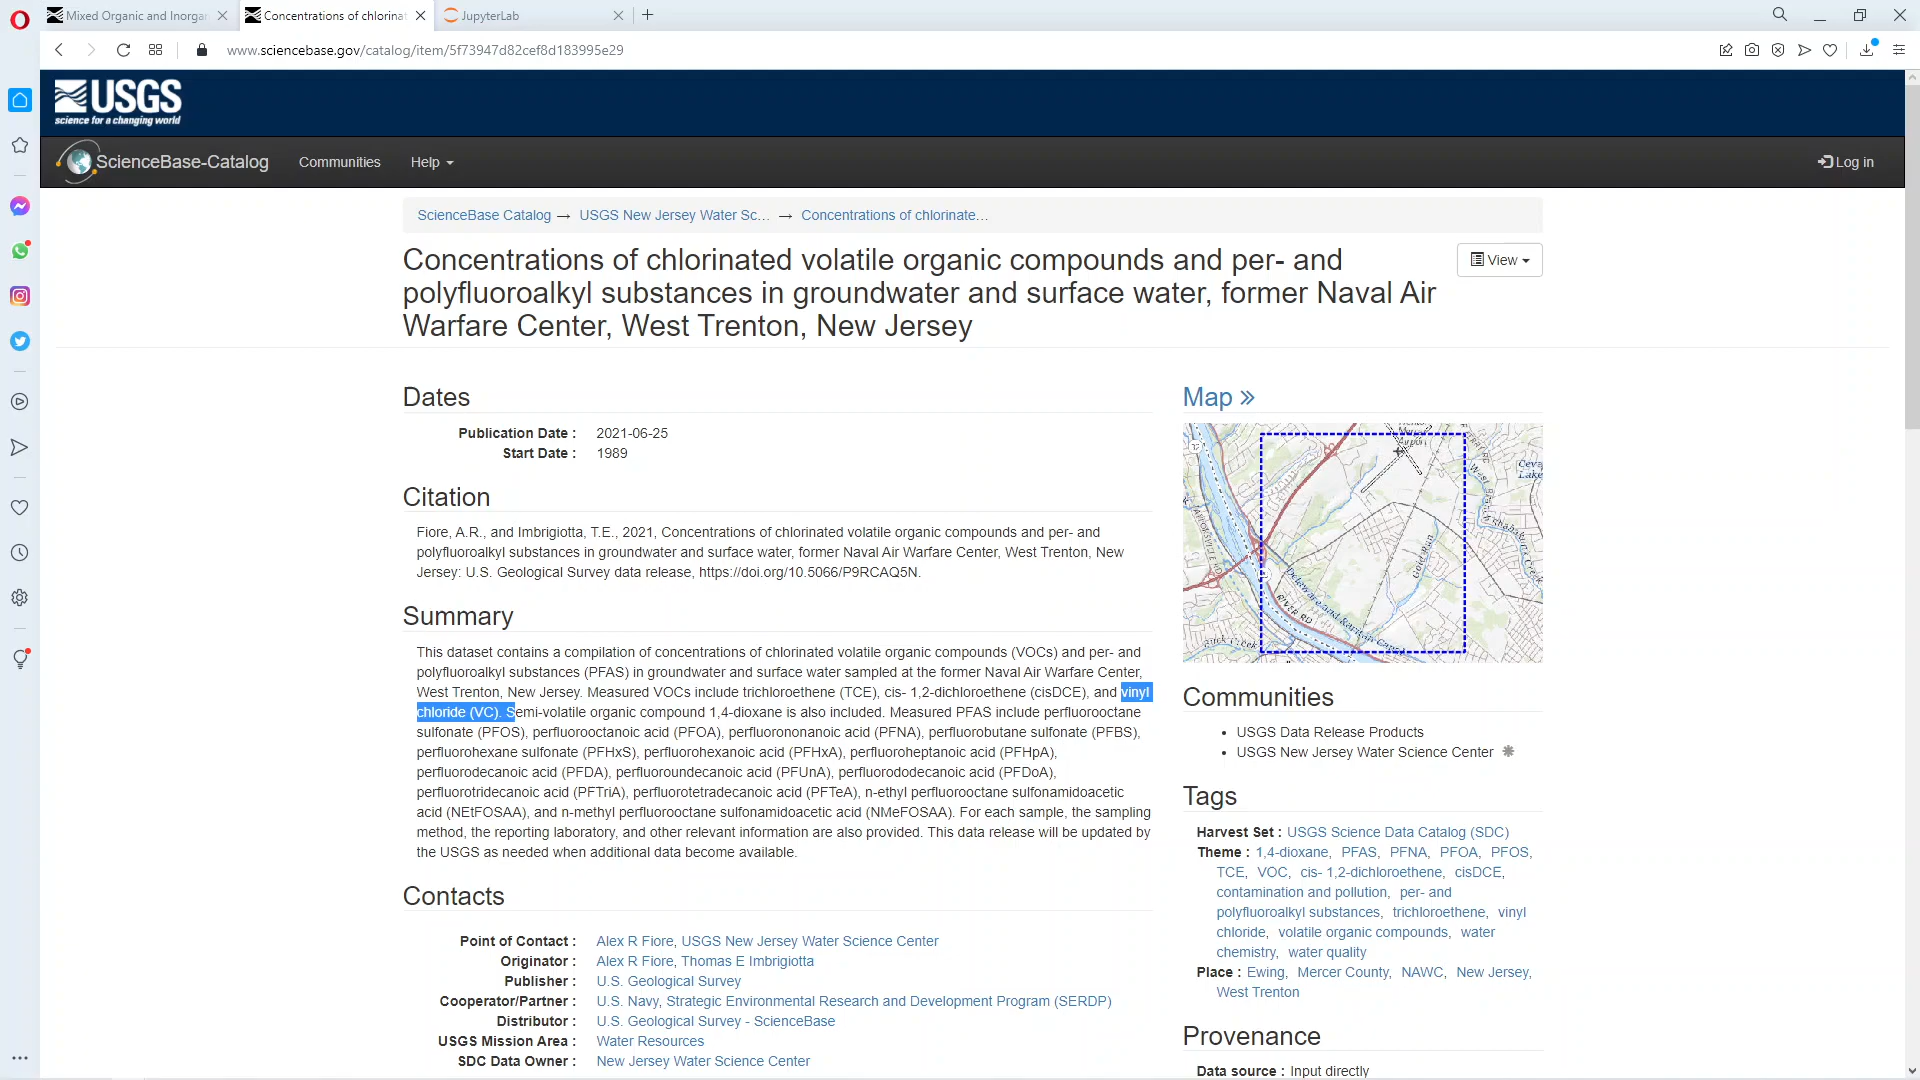 Mixed Organic and Inorgan
Concentrations of chlorinat
JupyterLab
www.sciencebase.gov/catalog/item/5f73947d82cef8d183995e29
USGS
science for a changing world
ScienceBase-Catalog
Communities
Help
Log in
ScienceBase Catalog → USGS New Jersey Water Sc... → Concentrations of chlorinate...
Concentrations of chlorinated volatile organic compounds and per- and
polyfluoroalkyl substances in groundwater and surface water, former Naval Air
Warfare Center, West Trenton, New Jersey
View
Dates
Publication Date : 2021-06-25
Start Date : 1989
Citation
Fiore, A.R., and Imbrigiotta, T.E., 2021, Concentrations of chlorinated volatile organic compounds and per- and
polyfluoroalkyl substances in groundwater and surface water, former Naval Air Warfare Center, West Trenton, New
Jersey: U.S. Geological Survey data release, https://doi.org/10.5066/P9RCAQ5N.
Summary
This dataset contains a compilation of concentrations of chlorinated volatile organic compounds (VOCs) and per- and
polyfluoroalkyl substances (PFAS) in groundwater and surface water sampled at the former Naval Air Warfare Center,
West Trenton, New Jersey. Measured VOCs include trichloroethene (TCE), cis- 1,2-dichloroethene (cisDCE), and vinyl
chloride (VC). Semi-volatile organic compound 1,4-dioxane is also included. Measured PFAS include perfluorooctane
sulfonate (PFOS), perfluorooctanoic acid (PFOA), perfluorononanoic acid (PFNA), perfluorobutane sulfonate (PFBS),
perfluorohexane sulfonate (PFHxS), perfluorohexanoic acid (PFHxA), perfluoroheptanoic acid (PFHpA),
perfluorodecanoic acid (PFDA), perfluoroundecanoic acid (PFUnA), perfluorododecanoic acid (PFDoA),
perfluorotridecanoic acid (PFTriA), perfluorotetradecanoic acid (PFTeA), n-ethyl perfluorooctane sulfonamidoacetic
acid (NEtFOSAA), and n-methyl perfluorooctane sulfonamidoacetic acid (NMeFOSAA). For each sample, the sampling
method, the reporting laboratory, and other relevant information are also provided. This data release will be updated by
the USGS as needed when additional data become available.
Contacts
Point of Contact : Alex R Fiore, USGS New Jersey Water Science Center
Originator : Alex R Fiore, Thomas E Imbrigiotta
Publisher : U.S. Geological Survey
Cooperator/Partner : U.S. Navy, Strategic Environmental Research and Development Program (SERDP)
Distributor : U.S. Geological Survey - ScienceBase
USGS Mission Area : Water Resources
SDC Data Owner : New Jersey Water Science Center
Map »
Airport
Lake
Gold Run
RIVER RD
Delaware and Raritan Canal
Communities
• USGS Data Release Products
• USGS New Jersey Water Science Center
Tags
Harvest Set : USGS Science Data Catalog (SDC)
Theme : 1,4-dioxane, PFAS, PFNA, PFOA, PFOS,
TCE, VOC, cis- 1,2-dichloroethene, cisDCE,
contamination and pollution, per- and
polyfluoroalkyl substances, trichloroethene, vinyl
chloride, volatile organic compounds, water
chemistry, water quality
Place : Ewing, Mercer County, NAWC, New Jersey,
West Trenton
Provenance
Data source : Input directly